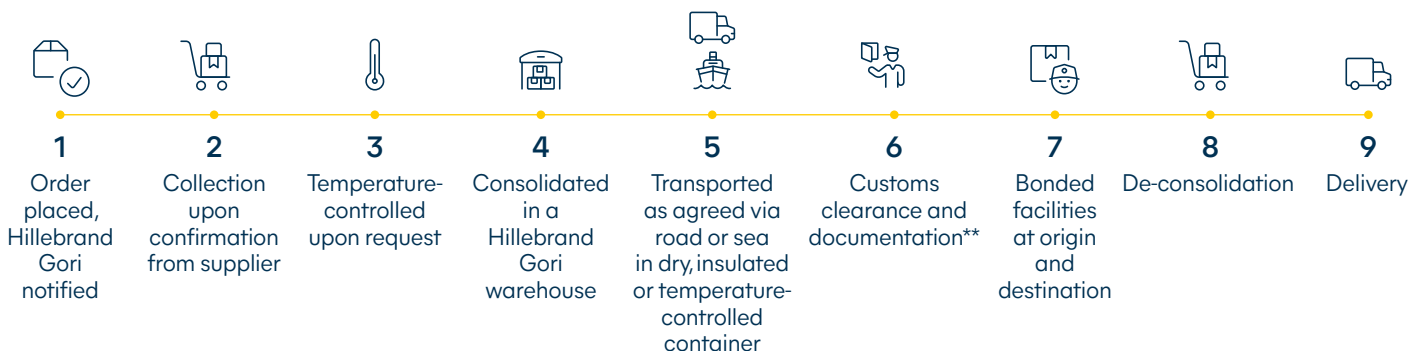 1
Order
placed,
Hillebrand
Gori
notified
2
Collection
upon
confirmation
from supplier
3
Temperature-
controlled
upon request
4
Consolidated
in a
Hillebrand
Gori
warehouse
5
Transported
as agreed via
road or sea
in dry, insulated
or temperature-
controlled
container
6
Customs
clearance and
documentation**
7
Bonded
facilities
at origin
and
destination
8
De-consolidation
9
Delivery